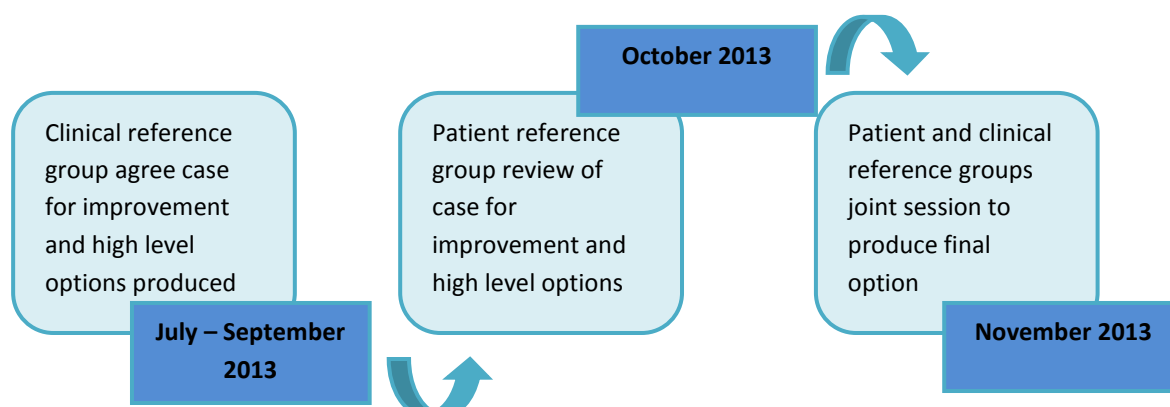 Clinical reference
group agree case
for improvement
and high level
options produced
July – September
2013
October 2013
Patient reference
group review of
case for
improvement and
high level options
Patient and clinical
reference groups
joint session to
produce final
option
November 2013